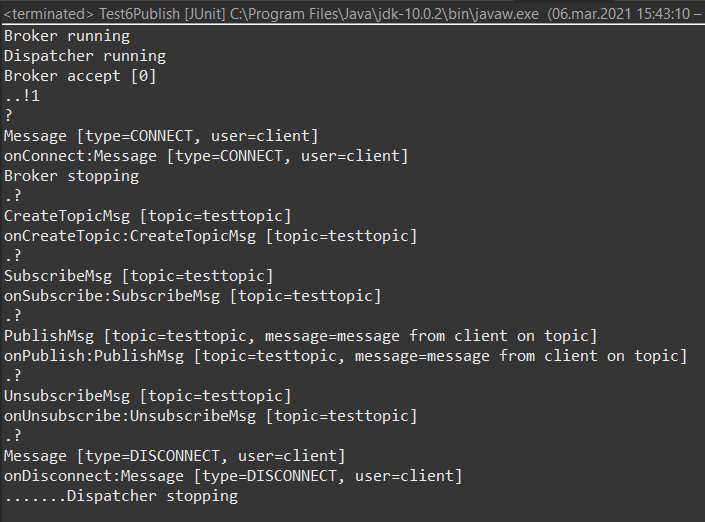 <terminated> Test6Publish [JUnit] C:\Program Files\Java\jdk-10.0.2\bin\javaw.exe (06.mar.2021 15:43:10 –
Broker running
Dispatcher running
Broker accept [0]
..!1
?
Message [type=CONNECT, user=client]
onConnect:Message [type=CONNECT, user=client]
Broker stopping
.?
CreateTopicMsg [topic=testtopic]
onCreateTopic:CreateTopicMsg [topic=testtopic]
.?
SubscribeMsg [topic=testtopic]
onSubscribe:SubscribeMsg [topic=testtopic]
.?
PublishMsg [topic=testtopic, message=message from client on topic]
onPublish:PublishMsg [topic=testtopic, message=message from client on topic]
.?
UnsubscribeMsg [topic=testtopic]
onUnsubscribe:UnsubscribeMsg [topic=testtopic]
.?
Message [type=DISCONNECT, user=client]
onDisconnect:Message [type=DISCONNECT, user=client]
.......Dispatcher stopping